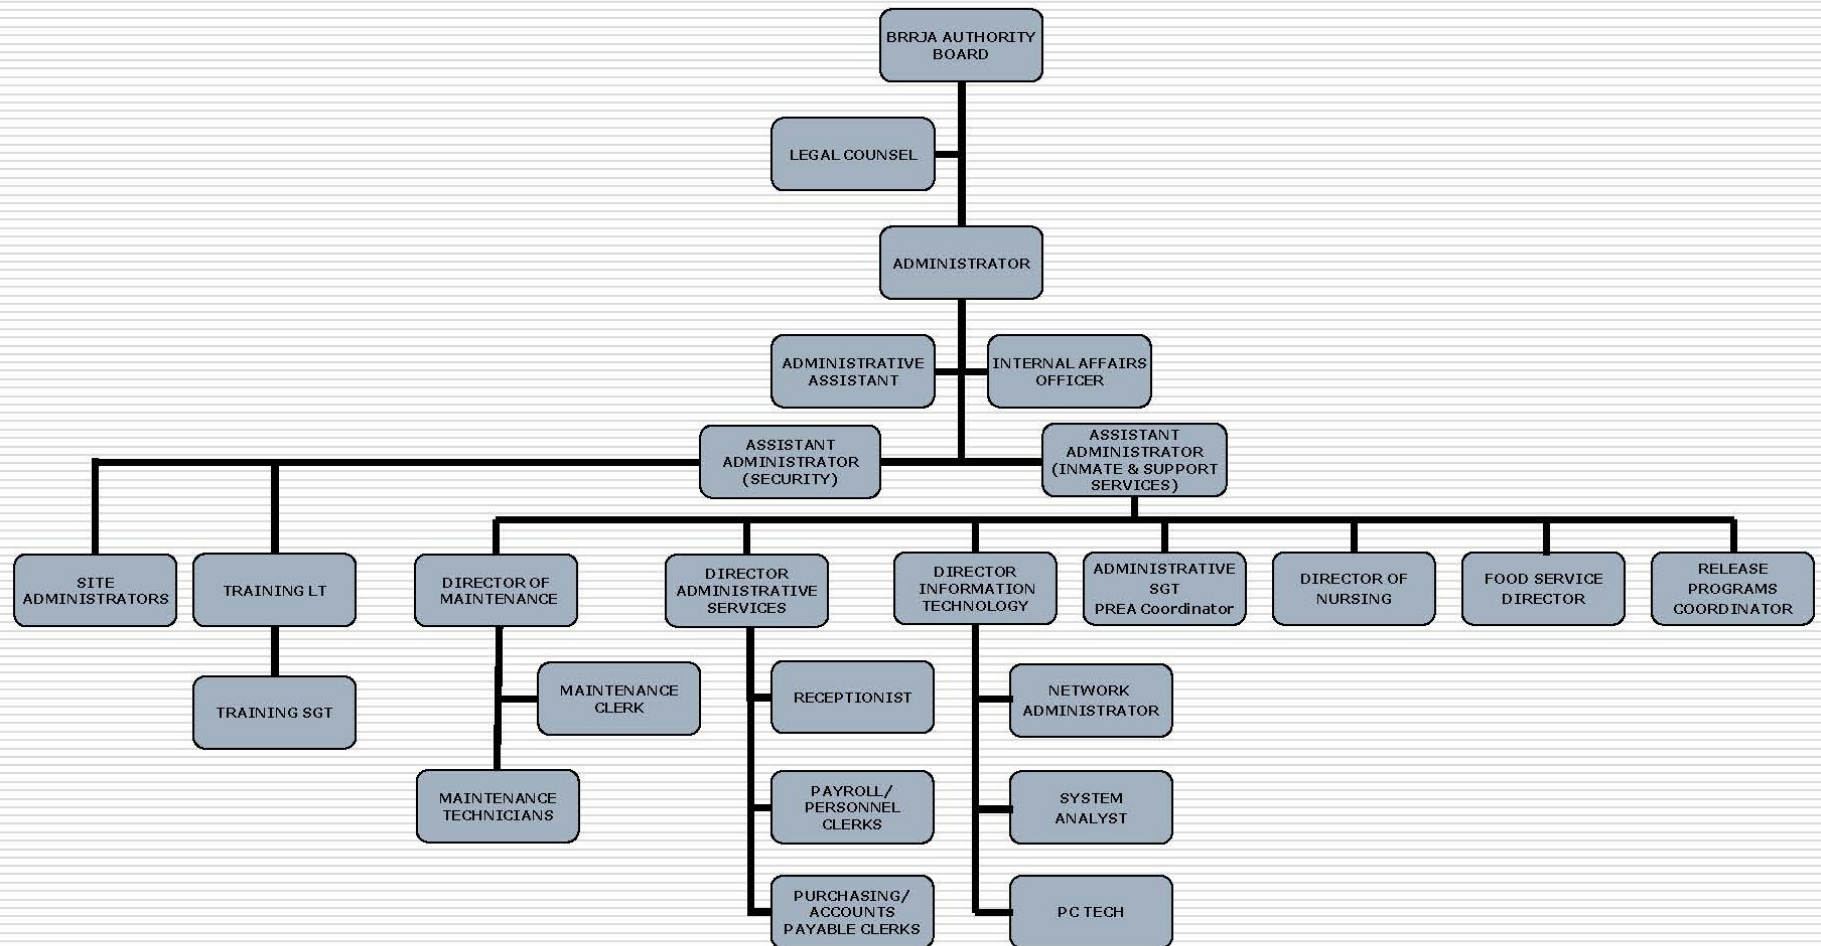 BRRJA AUTHORITY
BOARD
LEGAL COUNSEL
ADMINISTRATOR
ADMINISTRATIVE
ASSISTANT
INTERNAL AFFAIRS
OFFICER
ASSISTANT
ADMINISTRATOR
(SECURITY)
ASSISTANT
ADMINISTRATOR
(INMATE & SUPPORT
SERVICES)
SITE
ADMINISTRATORS
TRAINING LT
DIRECTOR OF
MAINTENANCE
DIRECTOR
ADMINISTRATIVE
SERVICES
DIRECTOR
INFORMATION
TECHNOLOGY
ADMINISTRATIVE
SGT
PREA Coordinator
DIRECTOR OF
NURSING
FOOD SERVICE
DIRECTOR
RELEASE
PROGRAMS
COORDINATOR
TRAINING SGT
MAINTENANCE
CLERK
MAINTENANCE
TECHNICIANS
RECEPTIONIST
PAYROLL/
PERSONNEL
CLERKS
PURCHASING/
ACCOUNTS
PAYABLE CLERKS
NETWORK
ADMINISTRATOR
SYSTEM
ANALYST
PC TECH